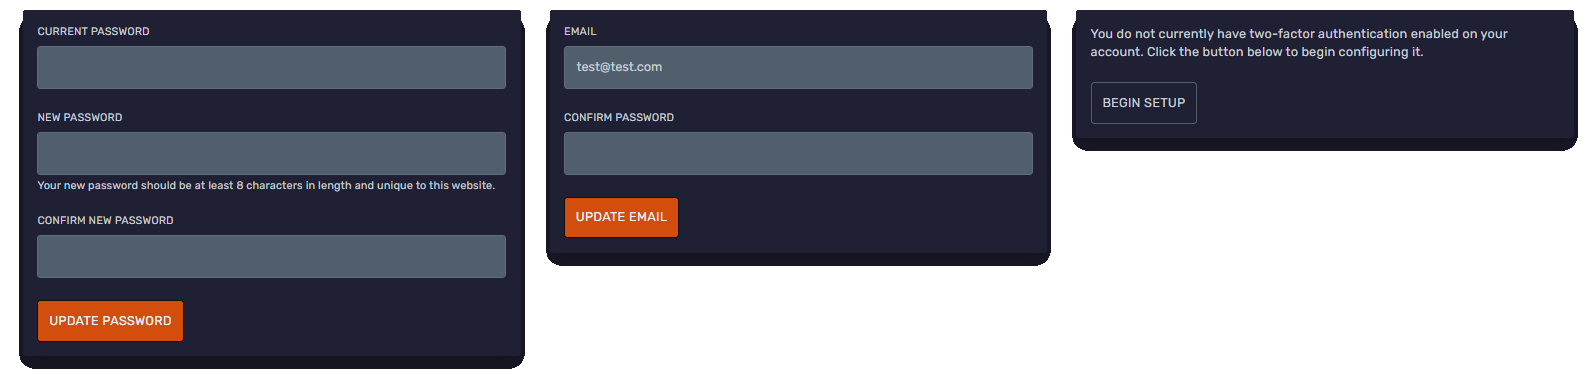 CURRENT PASSWORD
NEW PASSWORD
Your new password should be at least 8 characters in length and unique to this website.
CONFIRM NEW PASSWORD
UPDATE PASSWORD
EMAIL
test@test.com
CONFIRM PASSWORD
UPDATE EMAIL
You do not currently have two-factor authentication enabled on your
account. Click the button below to begin configuring it.
BEGIN SETUP